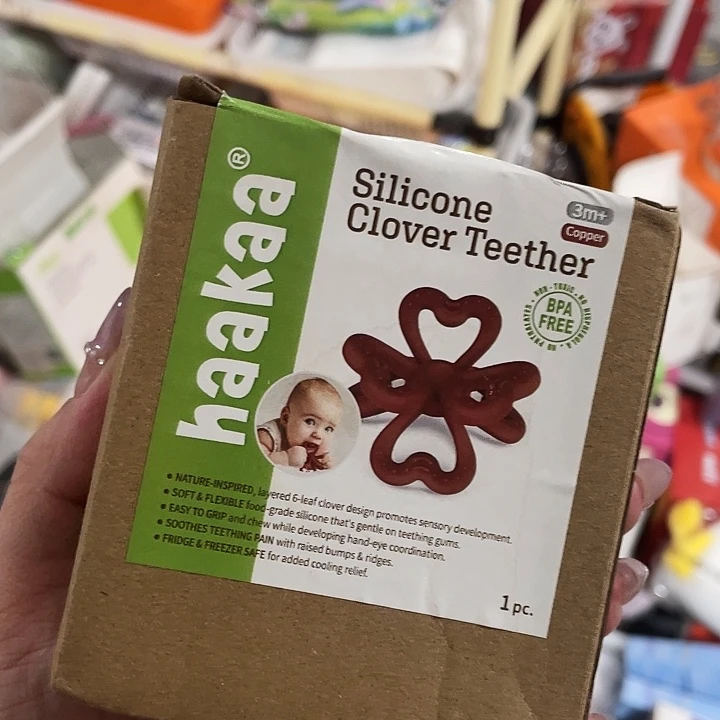 haakaa®
Silicone
Clover Teether
3m+
Copper
BPA
FREE
• NATURE-INSPIRED, layered 6-leaf clover design promotes sensory development.
• SOFT & FLEXIBLE food-grade silicone that's gentle on teething gums.
• EASY TO GRIP and chew while developing hand-eye coordination.
• SOOTHES TEETHING PAIN with raised bumps & ridges.
• FRIDGE & FREEZER SAFE for added cooling relief.
1 pc.